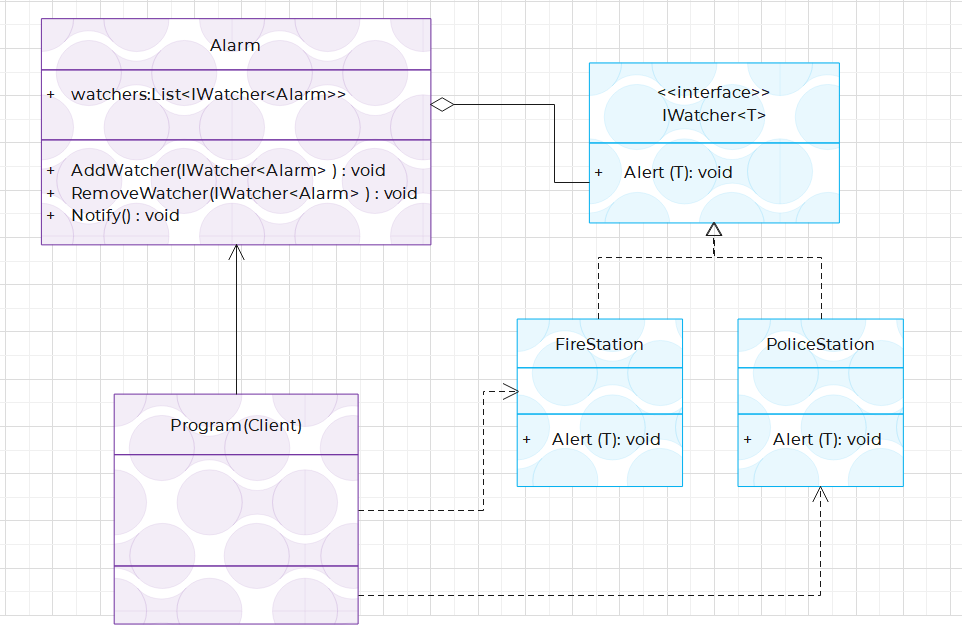 Alarm
+ watchers:List<IWatcher<Alarm>>
+ AddWatcher(IWatcher<Alarm> ) : void
+ RemoveWatcher(IWatcher<Alarm> ) : void
+ Notify() : void
<<interface>>
IWatcher<T>
+ Alert (T): void
FireStation
+ Alert (T): void
PoliceStation
+ Alert (T): void
Program(Client)